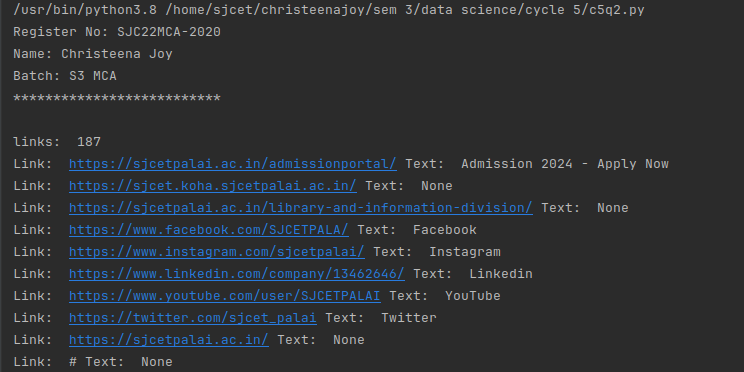 /usr/bin/python3.8 /home/sjcet/christeenajoy/sem 3/data science/cycle 5/c5q2.py
Register No: SJC22MCA-2020
Name: Christeena Joy
Batch: S3 MCA
**************************
links:  187
Link:  https://sjcetpalai.ac.in/admissionportal/ Text:  Admission 2024 - Apply Now
Link:  https://sjcet.koha.sjcetpalai.ac.in/ Text:  None
Link:  https://sjcetpalai.ac.in/library-and-information-division/ Text:  None
Link:  https://www.facebook.com/SJCETPALA/ Text:  Facebook
Link:  https://www.instagram.com/sjcetpalai/ Text:  Instagram
Link:  https://www.linkedin.com/company/13462646/ Text:  Linkedin
Link:  https://www.youtube.com/user/SJCETPALAI Text:  YouTube
Link:  https://twitter.com/sjcet_palai Text:  Twitter
Link:  https://sjcetpalai.ac.in/ Text:  None
Link:  # Text:  None